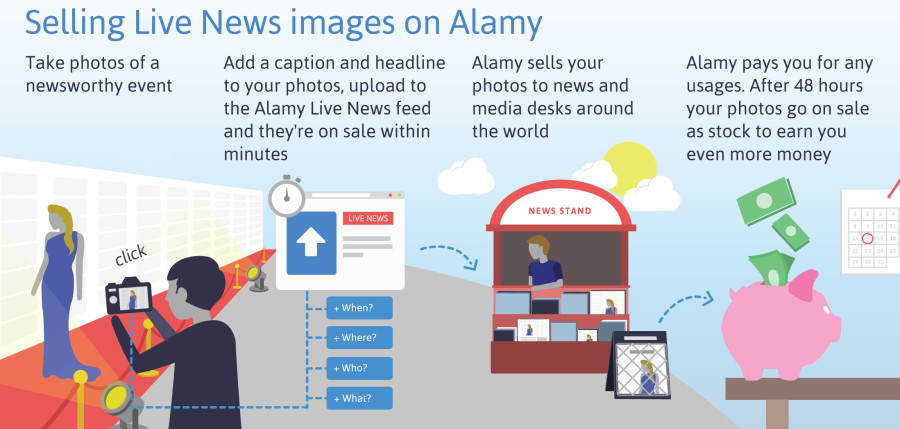 Selling Live News images on Alamy
Take photos of a
newsworthy event
Add a caption and headline
to your photos, upload to
the Alamy Live News feed
and they're on sale within
minutes
Alamy sells your
photos to news and
media desks around
the world
Alamy pays you for any
usages. After 48 hours
your photos go on sale
as stock to earn you
even more money
click
LIVE NEWS
+ When?
+ Where?
+ Who?
+ What?
NEWS STAND